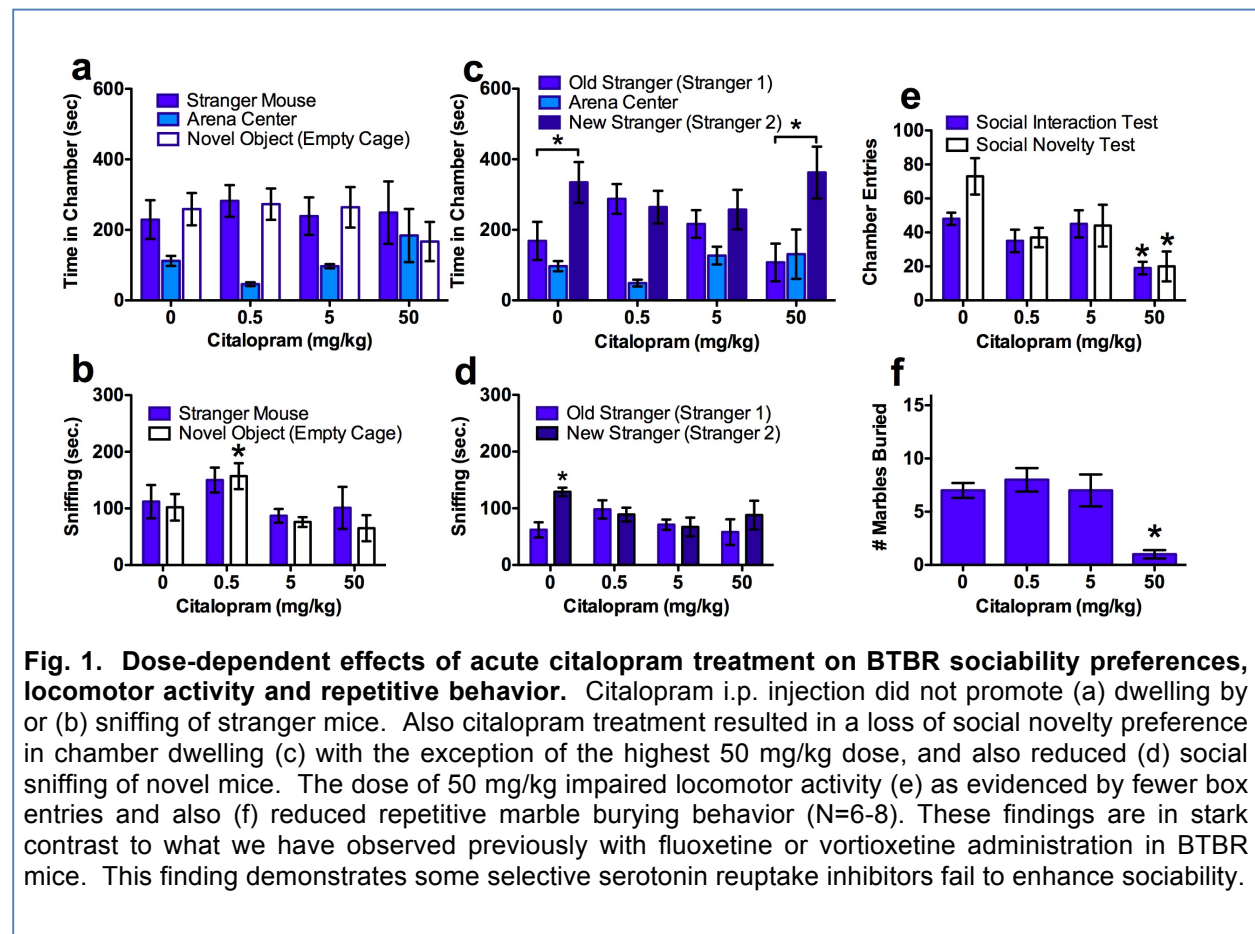 a
600
400
200
0
Time in Chamber (sec)
Stranger Mouse
Arena Center
Novel Object (Empty Cage)
0 0.5 5 50
Citalopram (mg/kg)
b
300
200
100
0
Sniffing (sec.)
Stranger Mouse
Novel Object (Empty Cage)
*
0 0.5 5 50
Citalopram (mg/kg)
c
600
400
200
0
Time in Chamber (sec)
Old Stranger (Stranger 1)
Arena Center
New Stranger (Stranger 2)
* *
0 0.5 5 50
Citalopram (mg/kg)
d
300
200
100
0
Sniffing (sec.)
Old Stranger (Stranger 1)
New Stranger (Stranger 2)
*
0 0.5 5 50
Citalopram (mg/kg)
e
100
80
60
40
20
0
Chamber Entries
Social Interaction Test
Social Novelty Test
* *
0 0.5 5 50
Citalopram (mg/kg)
f
15
10
5
0
# Marbles Buried
*
0 0.5 5 50
Citalopram (mg/kg)
Fig. 1. Dose-dependent effects of acute citalopram treatment on BTBR sociability preferences,
locomotor activity and repetitive behavior. Citalopram i.p. injection did not promote (a) dwelling by
or (b) sniffing of stranger mice. Also citalopram treatment resulted in a loss of social novelty preference
in chamber dwelling (c) with the exception of the highest 50 mg/kg dose, and also reduced (d) social
sniffing of novel mice. The dose of 50 mg/kg impaired locomotor activity (e) as evidenced by fewer box
entries and also (f) reduced repetitive marble burying behavior (N=6-8). These findings are in stark
contrast to what we have observed previously with fluoxetine or vortioxetine administration in BTBR
mice. This finding demonstrates some selective serotonin reuptake inhibitors fail to enhance sociability.